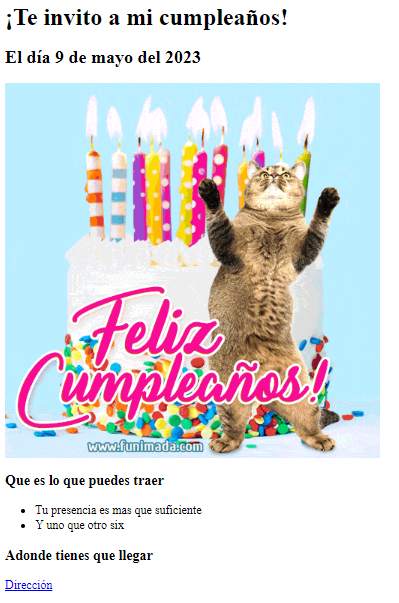 ¡Te invito a mi cumpleaños!
El día 9 de mayo del 2023
Feliz
Cumpleaños!
www.funimada.com
Que es lo que puedes traer
Tu presencia es mas que suficiente
Y uno que otro six
Adonde tienes que llegar
Dirección